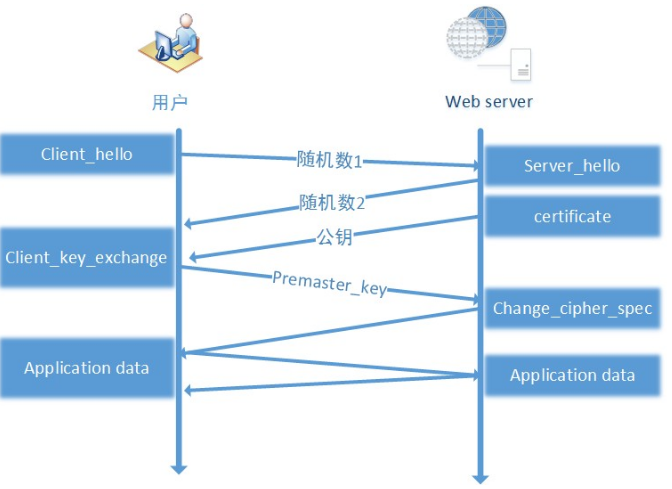 用户
Web server
Client_hello
随机数1
Server_hello
随机数2
certificate
公钥
Client_key_exchange
Premaster_key
Change_cipher_spec
Application data
Application data